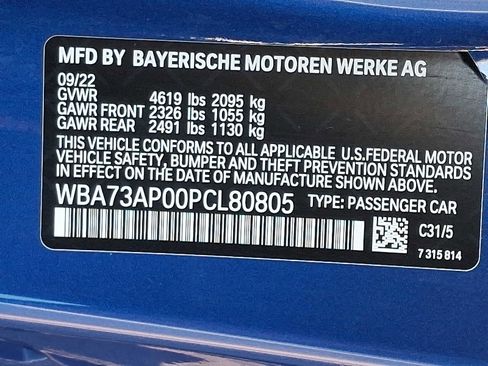 MFD BY BAYERISCHE MOTOREN WERKE AG
09/22
GVWR 4619 lbs 2095 kg
GAWR FRONT 2326 lbs 1055 kg
GAWR REAR 2491 lbs 1130 kg
THIS VEHICLE CONFORMS TO ALL APPLICABLE U.S.FEDERAL MOTOR
VEHICLE SAFETY, BUMPER AND THEFT PREVENTION STANDARDS
IN EFFECT ON THE DATE OF MANUFACTURE SHOWN ABOVE.
WBA73AP00PCL80805 TYPE: PASSENGER CAR
C31/5
7 315 814